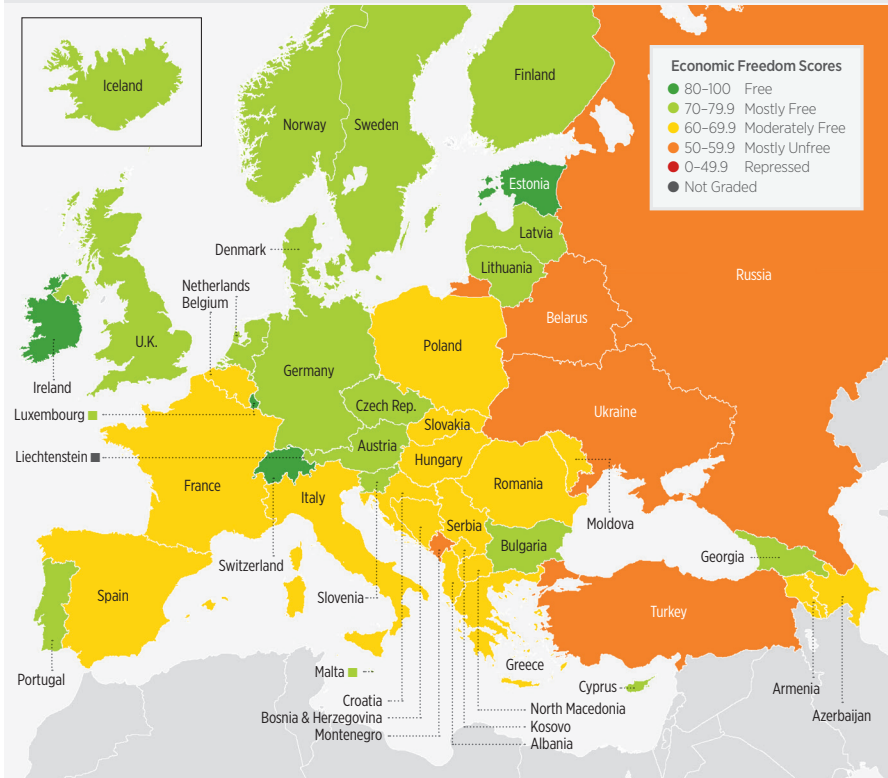 Economic Freedom Scores
80–100 Free
70–79.9 Mostly Free
60–69.9 Moderately Free
50–59.9 Mostly Unfree
0–49.9 Repressed
Not Graded
Iceland
Finland
Norway
Sweden
Estonia
Latvia
Denmark
Lithuania
Russia
Netherlands
Belgium
Belarus
U.K.
Poland
Germany
Ireland
Czech Rep.
Luxembourg
Ukraine
Slovakia
Austria
Liechtenstein
Hungary
France
Italy
Romania
Moldova
Serbia
Bulgaria
Switzerland
Georgia
Spain
Slovenia
Turkey
Greece
Portugal
Malta
Cyprus
Armenia
Croatia
North Macedonia
Azerbaijan
Bosnia & Herzegovina
Kosovo
Montenegro
Albania